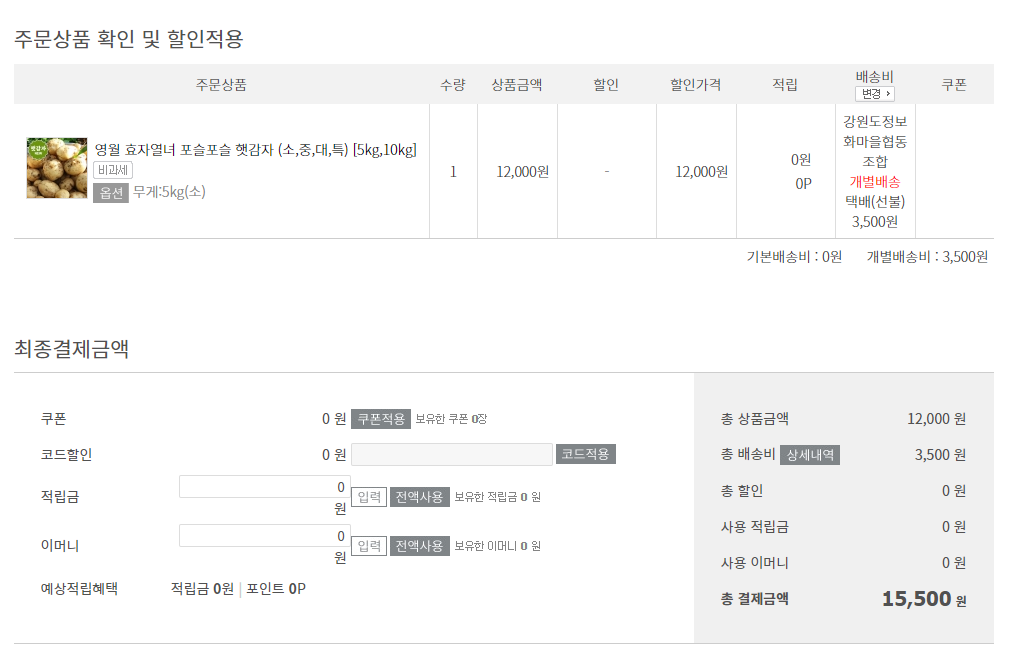 주문상품 확인 및 할인적용
주문상품 수량 상품금액 할인 할인가격 적립 배송비 쿠폰
변경 ›
햇감자
영월 효자열녀 포슬포슬 햇감자 (소,중,대,특) [5kg,10kg]
비과세
옵션 무게:5kg(소)
1
12,000원
-
12,000원
0원
0P
강원도정보
화마을협동
조합
개별배송
택배(선불)
3,500원
기본배송비 : 0원 개별배송비 : 3,500원
최종결제금액
쿠폰 0 원 쿠폰적용 보유한 쿠폰 0장
코드할인 0 원 코드적용
적립금 0
원 입력 전액사용 보유한 적립금 0 원
이머니 0
원 입력 전액사용 보유한 이머니 0 원
예상적립혜택 적립금 0원 | 포인트 0P
총 상품금액 12,000 원
총 배송비 상세내역 3,500 원
총 할인 0 원
사용 적립금 0 원
사용 이머니 0 원
총 결제금액 15,500 원